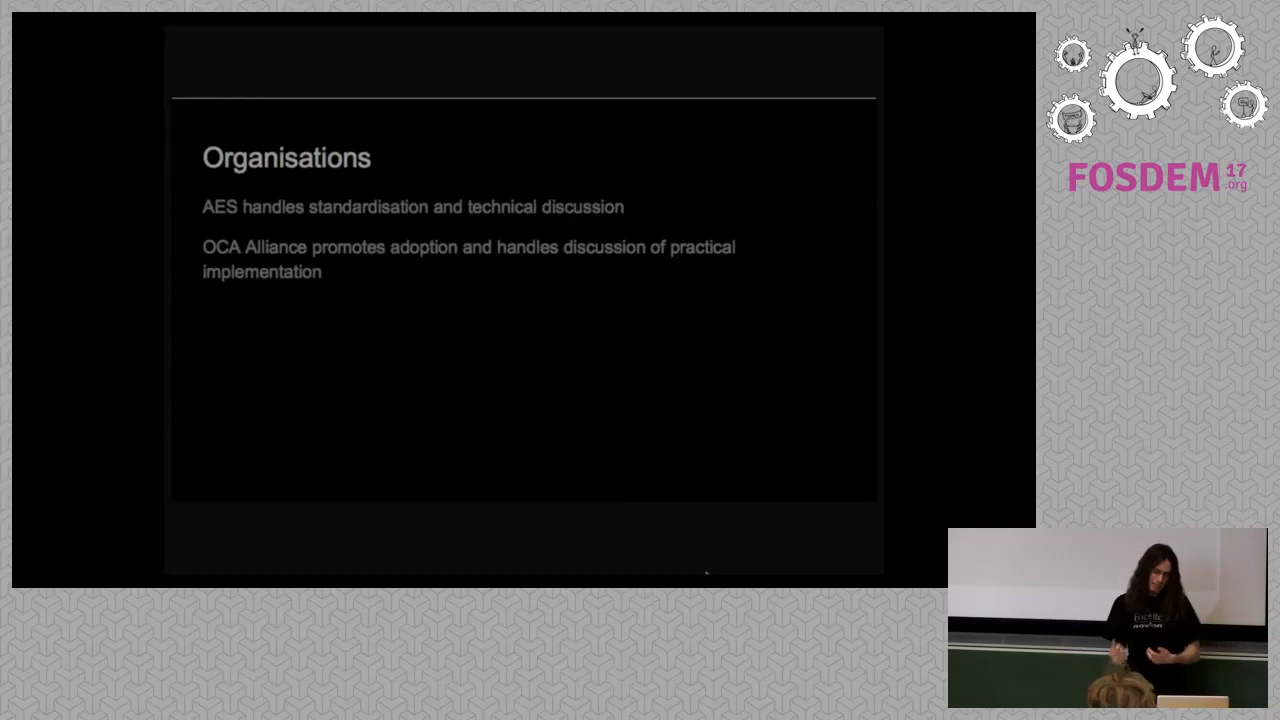 Organisations
AES handles standardisation and technical discussion
OCA Alliance promotes adoption and handles discussion of practical
implementation
FOSDEM 17
.org